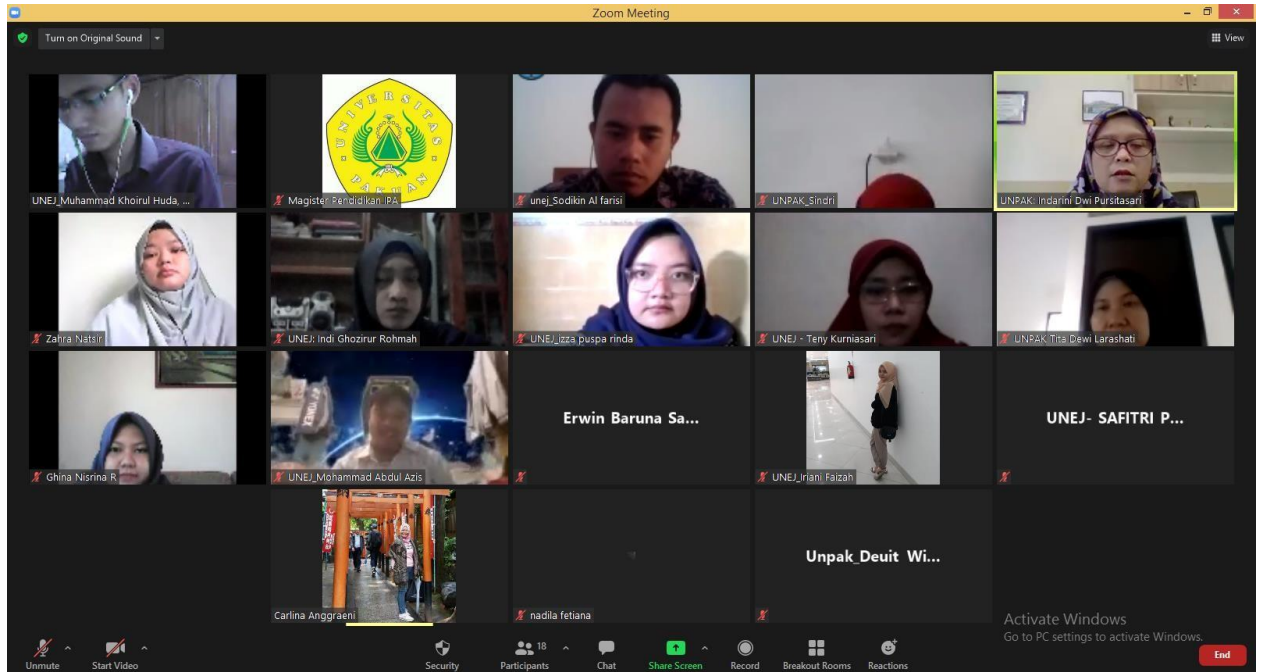 Zoom Meeting
Turn on Original Sound
View
UNEJ_Muhammad Khoirul Huda, ...
UNIVERSITAS
PAKUAN
Magister Pendidikan IPA
unej_Sodikin Al farisi
UNPAK_Sindri
UNPAK: Indarini Dwi Pursitasari
Zahra Natsir
UNEJ: Indi Ghozirur Rohmah
UNEJ_izza puspa rinda
UNEJ - Teny Kurniasari
UNPAK Tita Dewi Larashati
Ghina Nisrina R
UNEJ_Mohammad Abdul Azis
YONEX
Erwin Baruna Sa...
UNEJ_Iriani Faizah
UNEJ- SAFITRI P...
Carlina Anggraeni
nadila fetiana
Unpak_Deuit Wi...
Activate Windows
Go to PC settings to activate Windows.
Unmute
Start Video
Security
Participants
18
Chat
Share Screen
Record
Breakout Rooms
Reactions
End